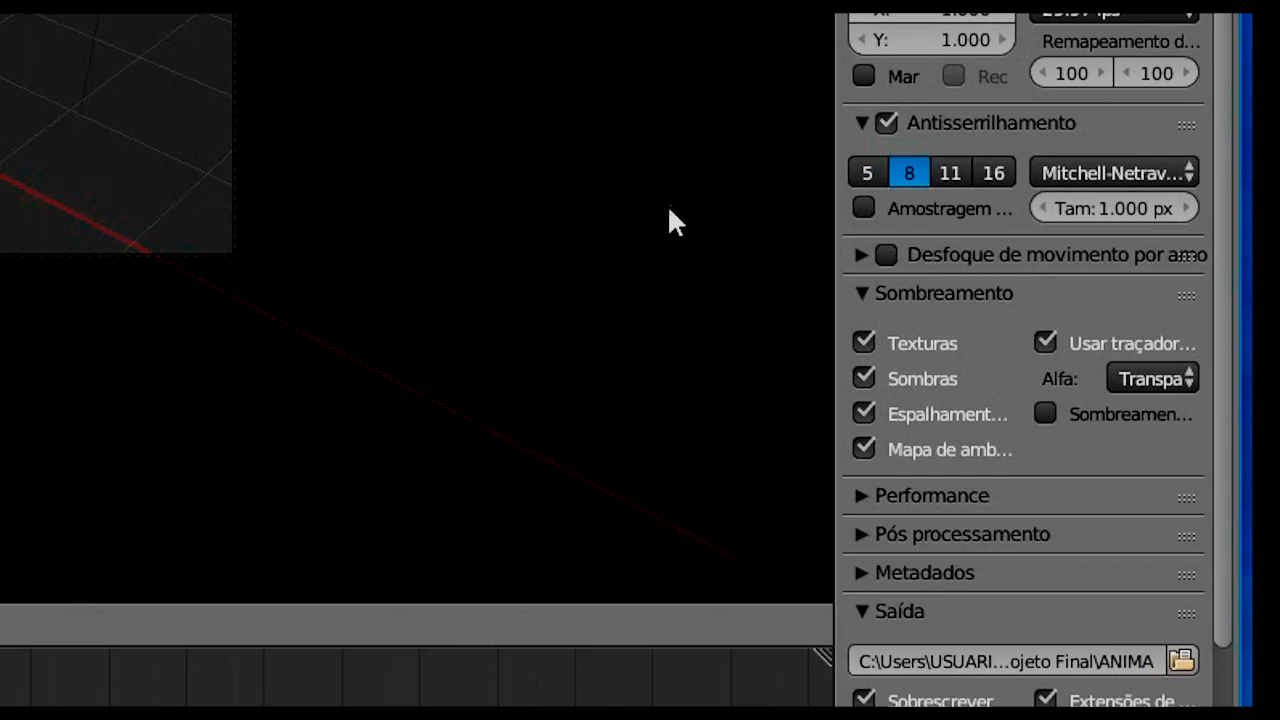 Y: 1.000
Remapeamento d...
Mar Rec
100 100
Antisserrilhamento
5 8 11 16
Mitchell-Netrav...
Amostragem ...
Tam: 1.000 px
Desfoque de movimento por amo
Sombreamento
Texturas
Usar traçador...
Sombras
Alfa: Transpa
Espalhament...
Sombreamen...
Mapa de amb...
Performance
Pós processamento
Metadados
Saída
C:\Users\USUARI...ojeto Final\ANIMA
Sobrescrever
Extensões de ...